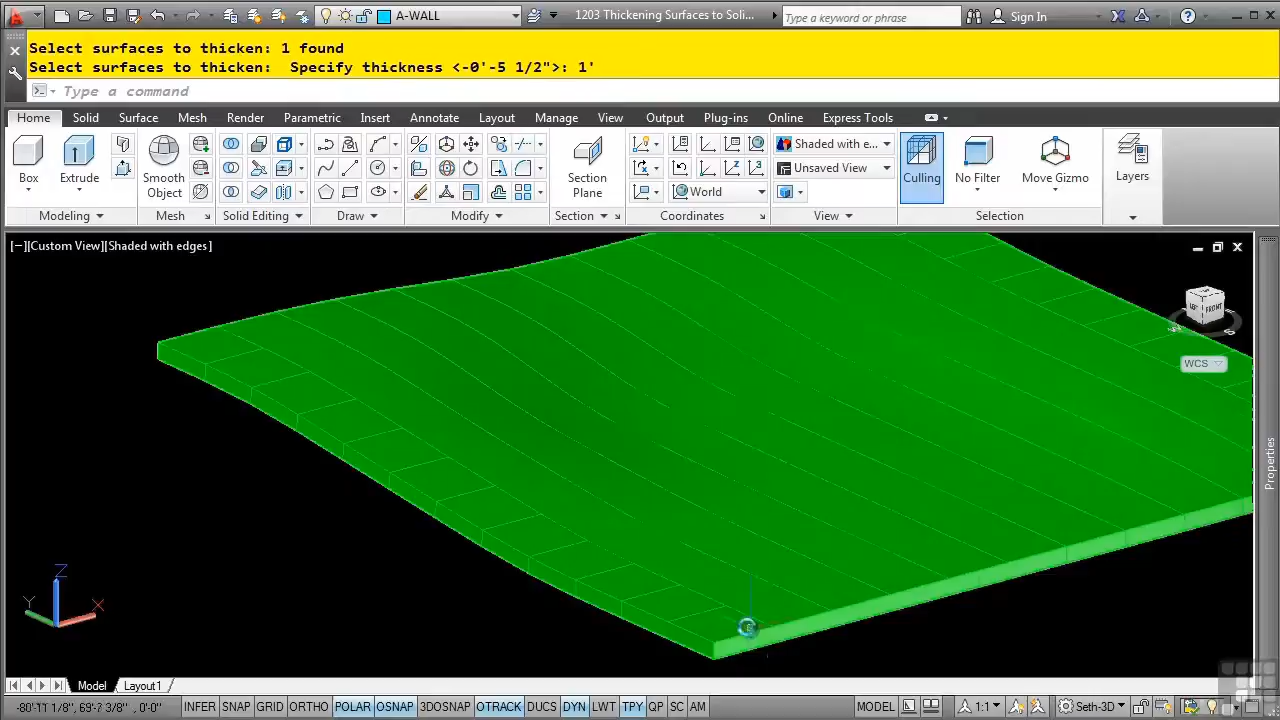 A-WALL
1203 Thickening Surfaces to Soli...
Type a keyword or phrase
Sign In
Select surfaces to thicken: 1 found
Select surfaces to thicken:  Specify thickness <-0'-5 1/2">: 1'
Type a command
Home Solid Surface Mesh Render Parametric Insert Annotate Layout Manage View Output Plug-ins Online Express Tools
Box
Extrude
Smooth Object
Section Plane
World
Shaded with e...
Unsaved View
Culling
No Filter
Move Gizmo
Layers
Modeling Mesh Solid Editing Draw Modify Section Coordinates View Selection
[−][Custom View][Shaded with edges]
FRONT
WCS
Properties
Z
Y
X
Model Layout1
INFER SNAP GRID ORTHO POLAR OSNAP 3DOSNAP OTRACK DUCS DYN LWT TPY QP SC AM
MODEL
1:1
Seth-3D